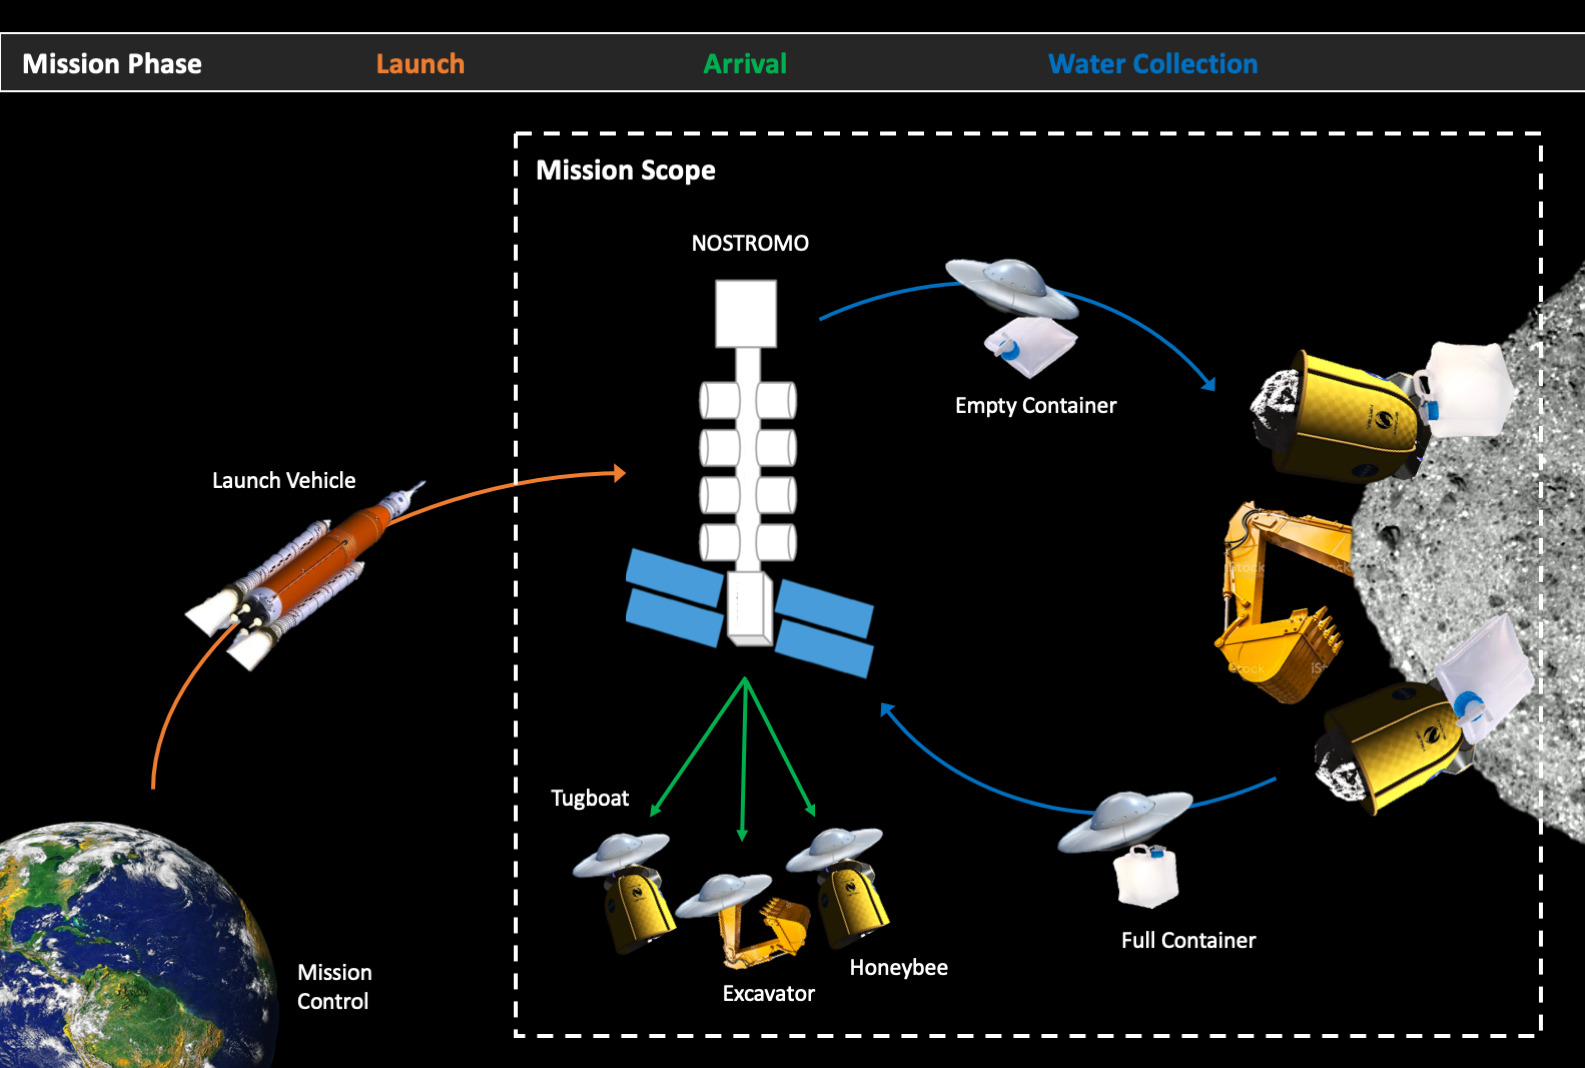 Mission Phase
Launch
Arrival
Water Collection
Mission Scope
NOSTROMO
Empty Container
Launch Vehicle
Tugboat
Excavator
Honeybee
Full Container
Mission
Control
iStock